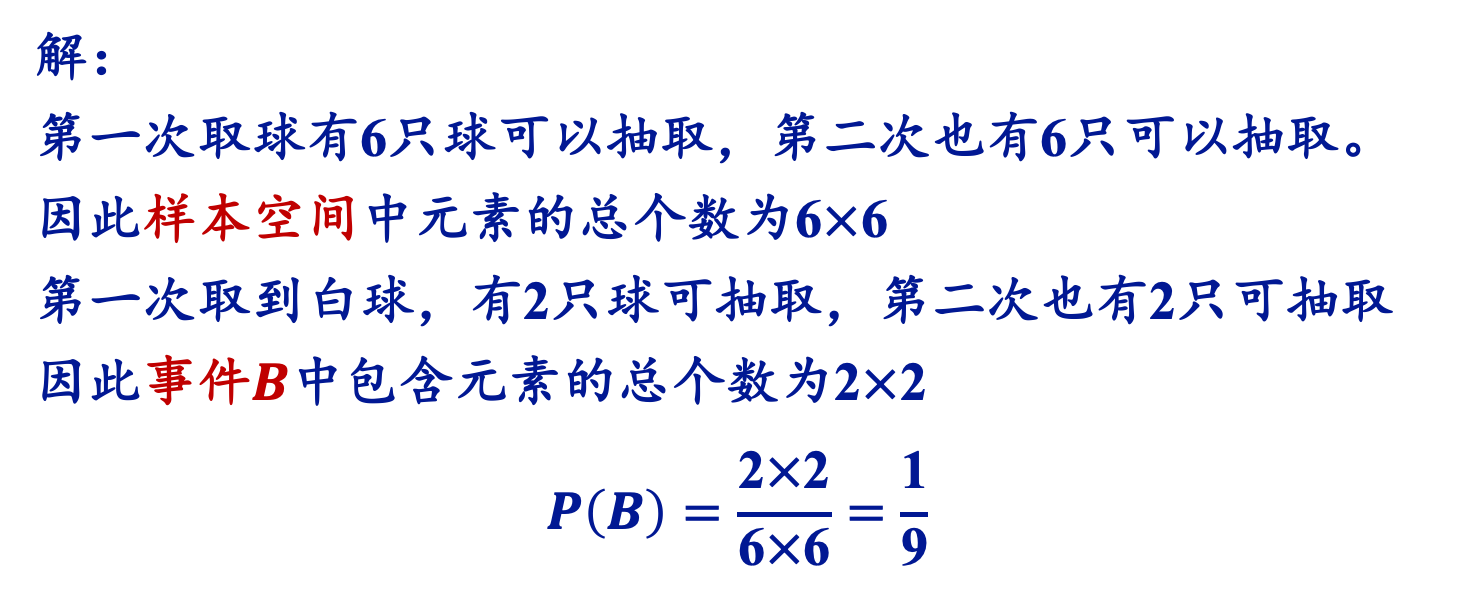 解：
第一次取球有6只球可以抽取，第二次也有6只可以抽取。
因此样本空间中元素的总个数为6×6
第一次取到白球，有2只球可抽取，第二次也有2只可抽取
因此事件B中包含元素的总个数为2×2
P(B) = \frac{2×2}{6×6} = \frac{1}{9}